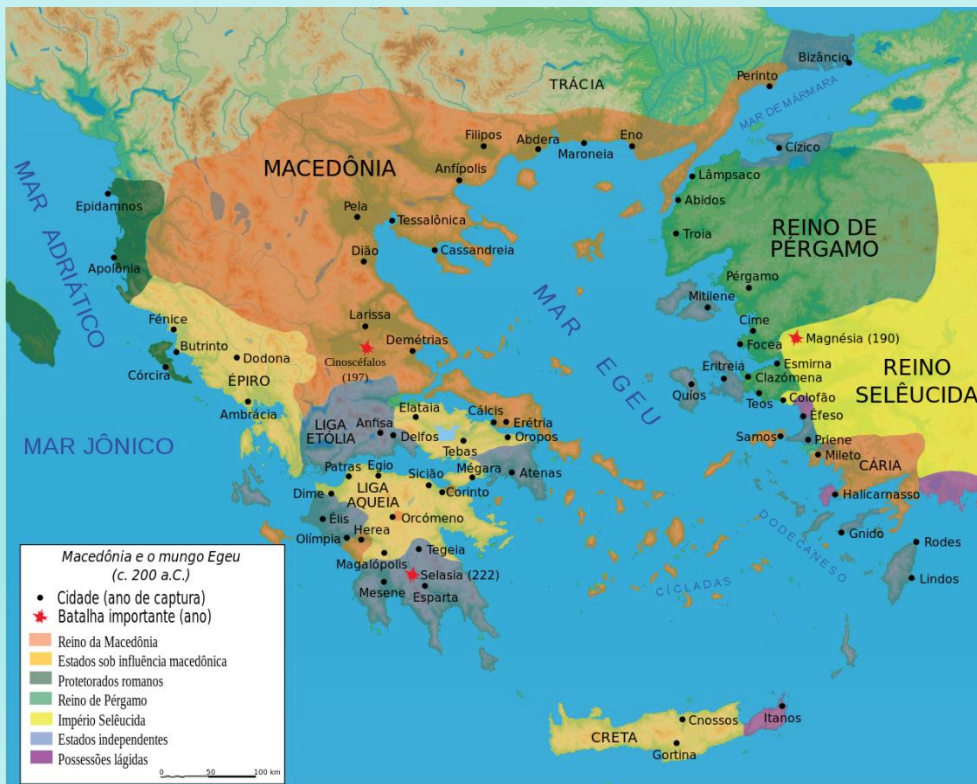 TRÁCIA
Bizâncio
Perinto
MAR DE MÁRMARA
Filipos
Abdera
Eno
Maroneia
Cízico
MACEDÔNIA
Anfípolis
Lâmpsaco
Epidamnos
Abidos
MAR ADRIÁTICO
Pela
Tessalônica
Troia
REINO DE
PÉRGAMO
Dião
Cassandreia
Apolônia
Pérgamo
Mitilene
MAR EGEU
Fénice
Larissa
Cime
Magnésia (190)
Butrinto
Cinoscéfalos
(197)
Demétrias
Focea
Dodona
Esmirna
REINO
SELÊUCIDA
Córcira
ÉPIRO
Eritreia
Clazómena
Quíos
Teos
Colofão
Ambrácia
Elataia
Cálcis
Éfeso
LIGA
ETÓLIA
Anfisa
Erétria
Delfos
Oropos
Samos
Priene
MAR JÔNICO
Tebas
Mileto
Patras
Egio
Sicião
Mégara
Atenas
CÁRIA
Dime
LIGA
AQUEIA
Corinto
Halicarnasso
Élis
Orcómeno
DODECANESO
Olímpia
Herea
Gnido
Rodes
Tegeia
Magalópolis
Selasia (222)
CÍCLADAS
Lindos
Mesene
Esparta
Itanos
Cnossos
CRETA
Gortina
Macedônia e o mungo Egeu
(c. 200 a.C.)
Cidade (ano de captura)
Batalha importante (ano)
Reino da Macedônia
Estados sob influência macedônica
Protetorados romanos
Reino de Pérgamo
Império Selêucida
Estados independentes
Possessões lágidas
0 50 100 km